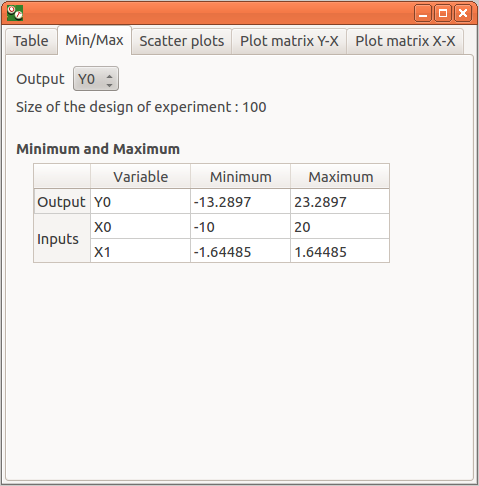 Table Min/Max Scatter plots Plot matrix Y-X Plot matrix X-X
Output Y0
Size of the design of experiment : 100
Minimum and Maximum
Variable Minimum Maximum
Output Y0 -13.2897 23.2897
Inputs X0 -10 20
X1 -1.64485 1.64485